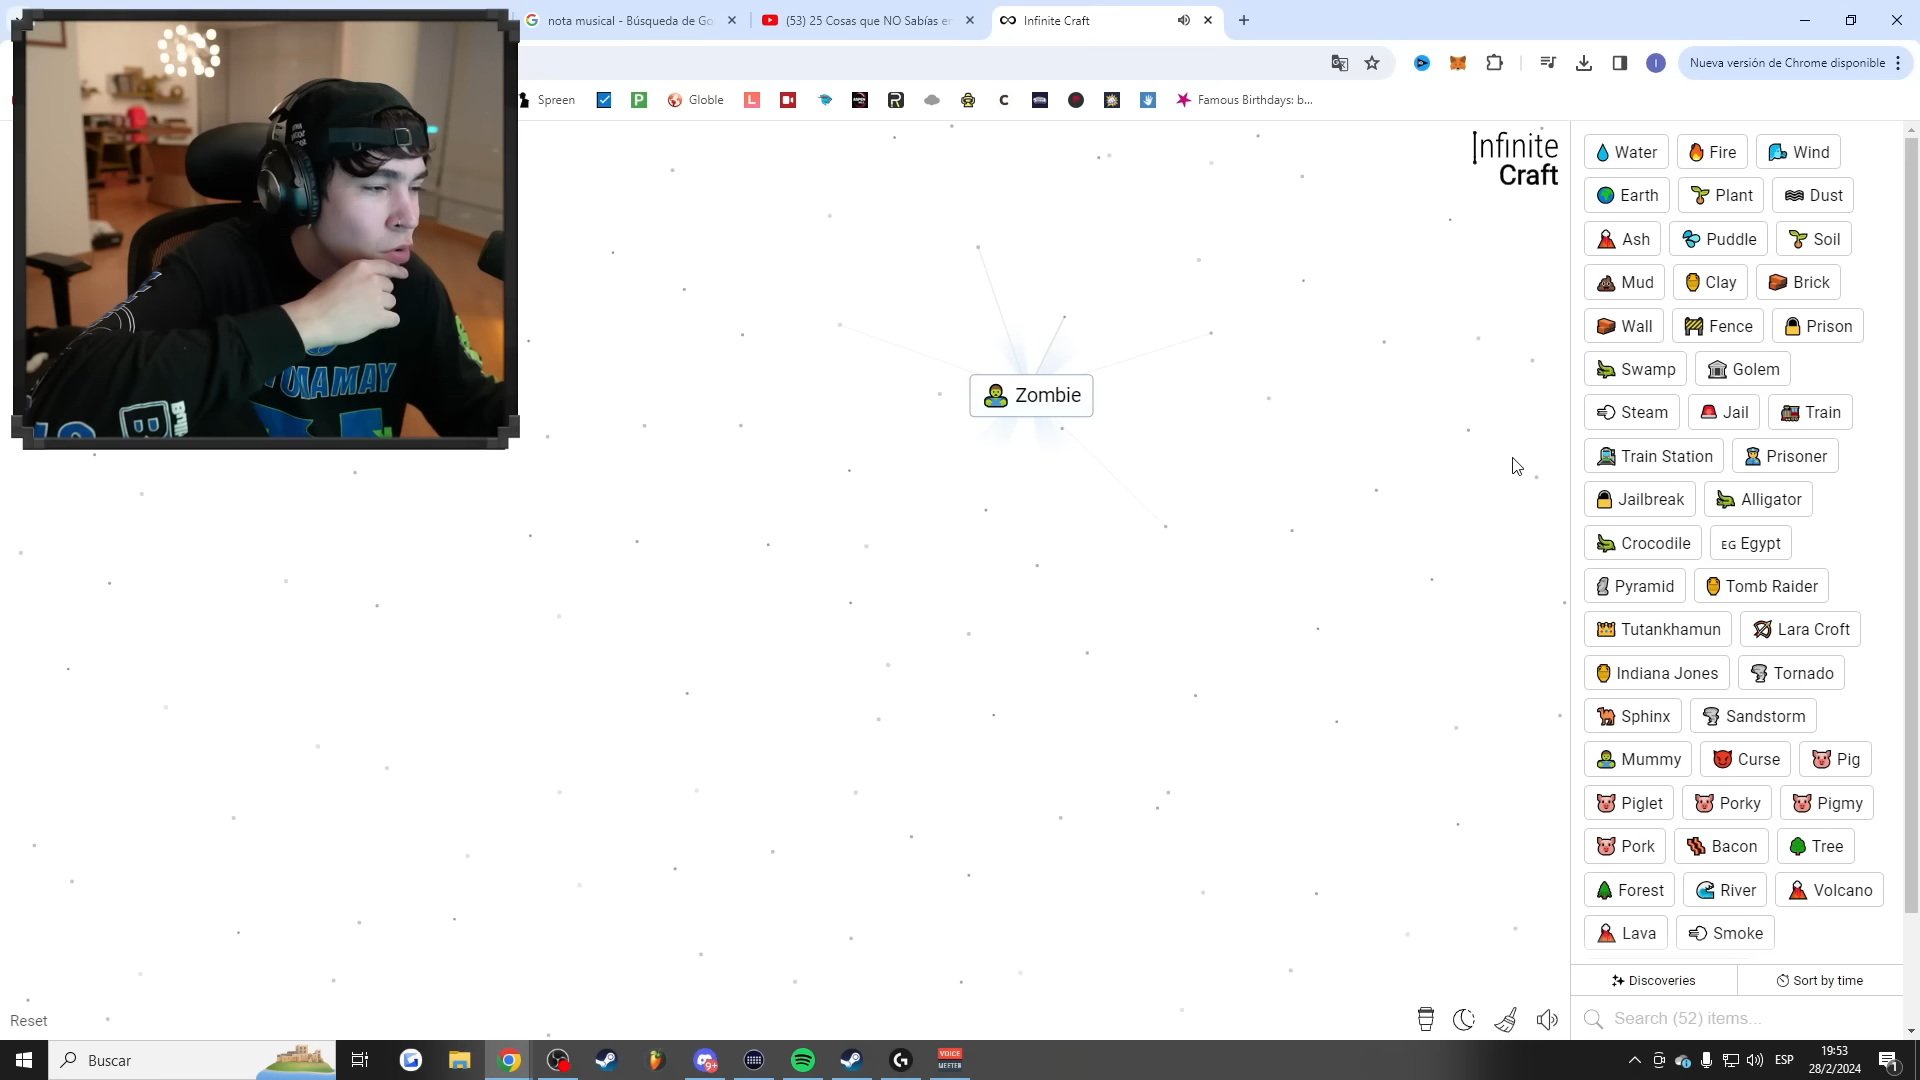 nota musical - Búsqueda de Go
(53) 25 Cosas que NO Sabías e
Infinite Craft
Nueva versión de Chrome disponible
Spreen
Globle
Famous Birthdays: b...
Infinite
Craft
Water Fire Wind
Earth Plant Dust
Ash Puddle Soil
Mud Clay Brick
Wall Fence Prison
Swamp Golem
Steam Jail Train
Train Station Prisoner
Jailbreak Alligator
Crocodile EG Egypt
Pyramid Tomb Raider
Tutankhamun Lara Croft
Indiana Jones Tornado
Sphinx Sandstorm
Mummy Curse Pig
Piglet Porky Pigmy
Pork Bacon Tree
Forest River Volcano
Lava Smoke
Zombie
Discoveries Sort by time
Search (52) items...
Reset
Buscar
9+
VOICE
MEETER
ESP
19:53
28/2/2024
1